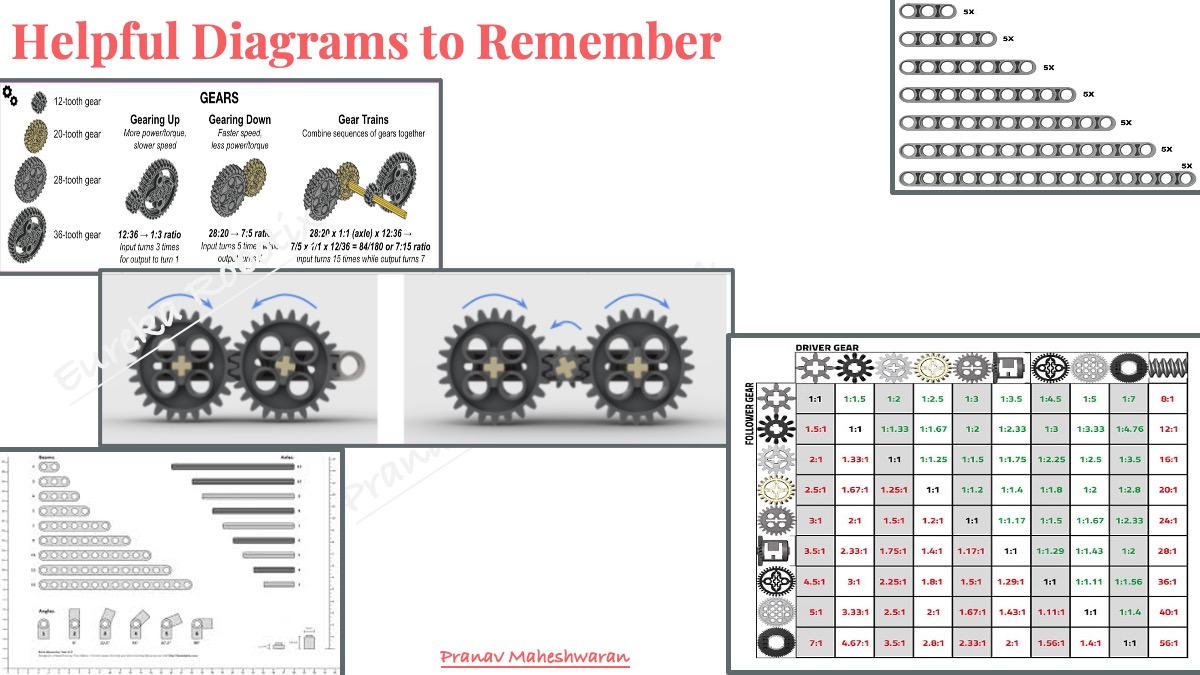 Helpful Diagrams to Remember
5X
5X
5X
5X
5X
5X
5X
GEARS
12-tooth gear
20-tooth gear
28-tooth gear
36-tooth gear
Gearing Up
More power/torque,
slower speed
12:36 → 1:3 ratio
Input turns 3 times
for output to turn 1
Gearing Down
Faster speed,
less power/torque
28:20 → 7:5
Input turns 5
Gear Trains
Combine sequences of gears together
28:20 x 1:1 (axle) x 12:36 →
7/5 x 1/1 x 12/36 = 84/180 or 7:15 ratio
input turns 15 times while output turns 7
Eureka
DRIVER GEAR
FOLLOWER GEAR
1:1 1:1.5 1:2 1:2.5 1:3 1:3.5 1:4.5 1:5 1:7 8:1
1.5:1 1:1 1:1.33 1:1.67 1:2 1:2.33 1:3 1:3.33 1:4.76 12:1
2:1 1.33:1 1:1 1:1.25 1:1.5 1:1.75 1:2.25 1:2.5 1:3.5 16:1
2.5:1 1.67:1 1.25:1 1:1 1:1.2 1:1.4 1:1.8 1:2 1:2.8 20:1
3:1 2:1 1.5:1 1.2:1 1:1 1:1.17 1:1.5 1:1.67 1:2.33 24:1
3.5:1 2.33:1 1.75:1 1.4:1 1.17:1 1:1 1:1.29 1:1.43 1:2 28:1
4.5:1 3:1 2.25:1 1.8:1 1.5:1 1.29:1 1:1 1:1.11 1:1.56 36:1
5:1 3.33:1 2.5:1 2:1 1.67:1 1.43:1 1.11:1 1:1 1:1.4 40:1
7:1 4.67:1 3.5:1 2.8:1 2.33:1 2:1 1.56:1 1.4:1 1:1 56:1
Beams:
Axles:
Angles:
1 2 3 4 5 6
Pranav Maheshwaran